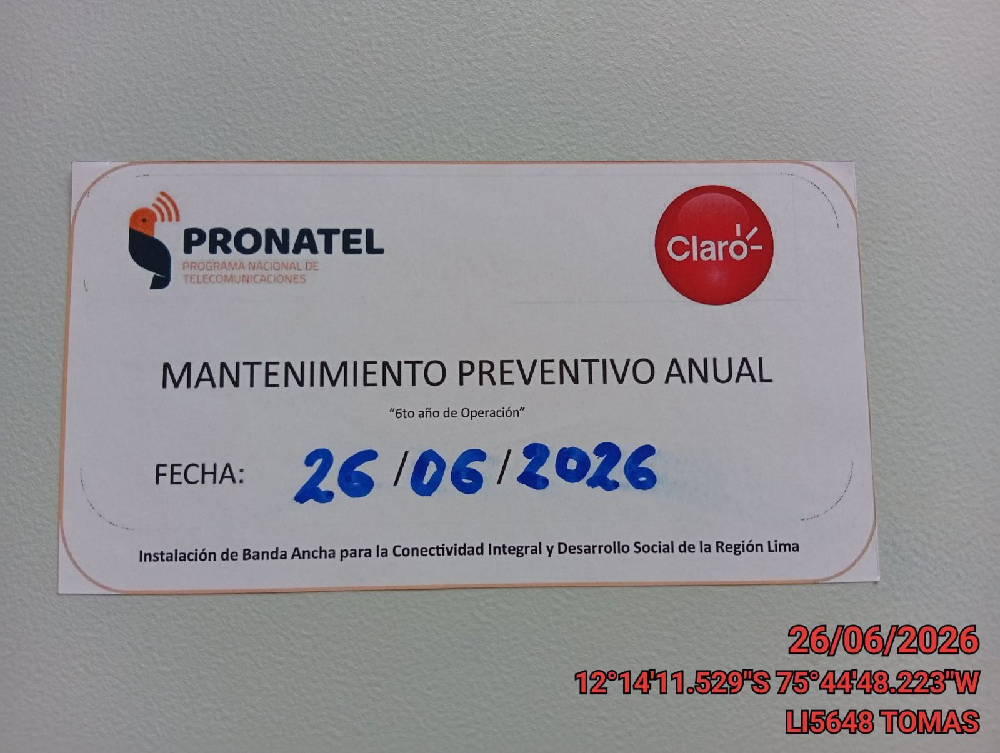 PRONATEL
PROGRAMA NACIONAL DE
TELECOMUNICACIONES
Claro
MANTENIMIENTO PREVENTIVO ANUAL
“6to año de Operación”
FECHA: 26/06/2026
Instalación de Banda Ancha para la Conectividad Integral y Desarrollo Social de la Región Lima
26/06/2026
12°14'11.529"S 75°44'48.223"W
LI5648 TOMAS